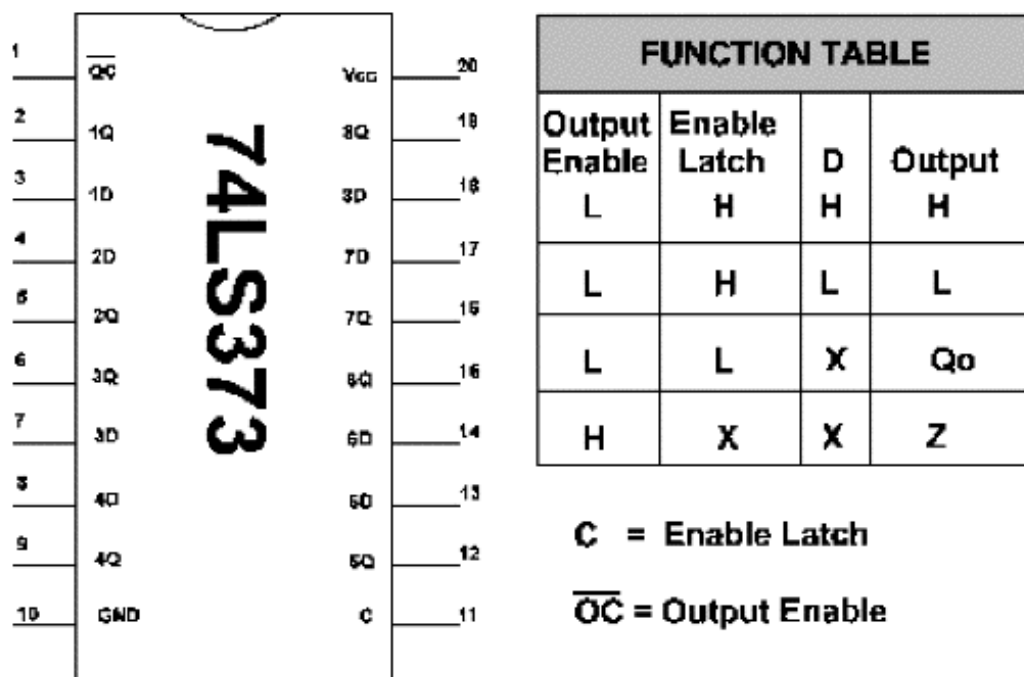 1 OC VCC 20
2 1Q 8Q 19
3 1D 8D 18
4 2D 7D 17
5 2Q 7Q 16
6 3Q 6Q 15
7 3D 6D 14
8 4D 5D 13
9 4Q 5Q 12
10 GND C 11
74LS373
FUNCTION TABLE
Output Enable
Enable Latch
D
Output
L H H H
L H L L
L L X Qo
H X X Z
C = Enable Latch
OC = Output Enable